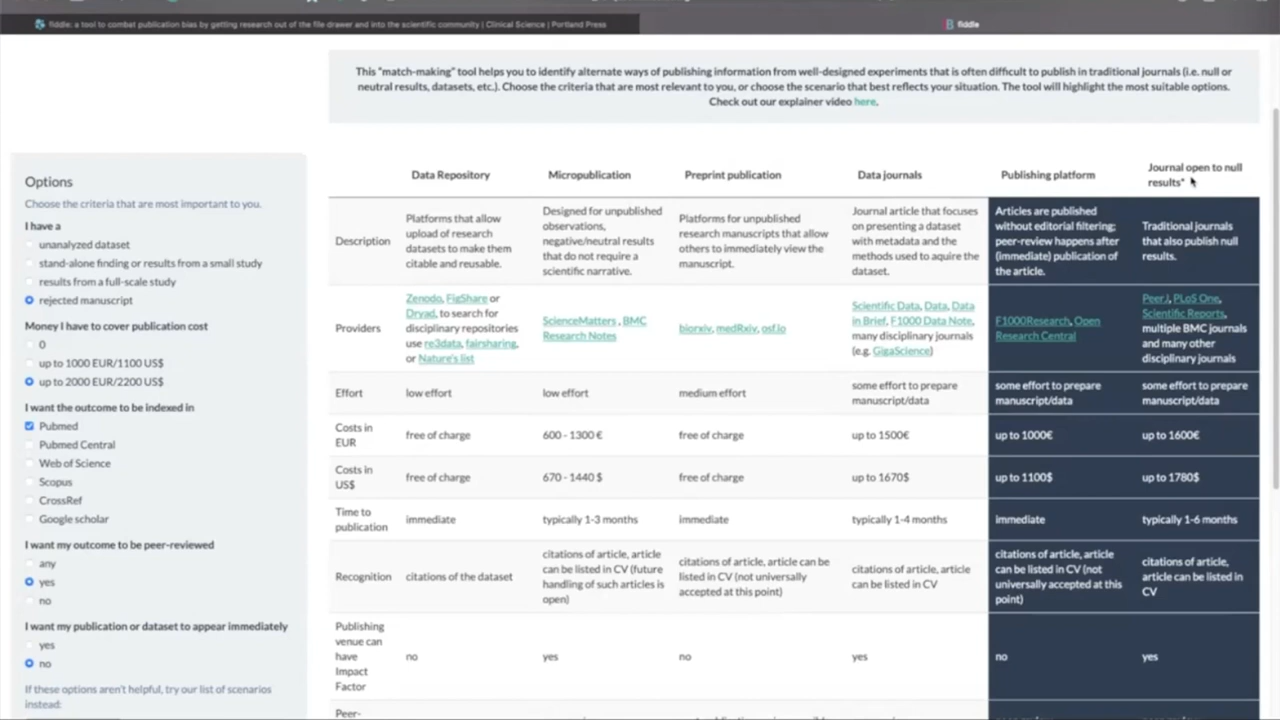 fiddle: a tool to combat publication bias by getting research out of the file drawer and into the scientific community | Clinical Science | Portland Press
fiddle
This "match-making" tool helps you to identify alternate ways of publishing information from well-designed experiments that is often difficult to publish in traditional journals (i.e. null or
neutral results, datasets, etc.). Choose the criteria that are most relevant to you, or choose the scenario that best reflects your situation. The tool will highlight the most suitable options.
Check out our explainer video here.
Options
Choose the criteria that are most important to you.
I have a
unanalyzed dataset
stand-alone finding or results from a small study
results from a full-scale study
rejected manuscript
Money I have to cover publication cost
0
up to 1000 EUR/1100 US$
up to 2000 EUR/2200 US$
I want the outcome to be indexed in
Pubmed
Pubmed Central
Web of Science
Scopus
CrossRef
Google scholar
I want my outcome to be peer-reviewed
any
yes
no
I want my publication or dataset to appear immediately
yes
no
If these options aren't helpful, try our list of scenarios
instead:
Data Repository
Micropublication
Preprint publication
Data journals
Publishing platform
Journal open to null
results*
Description
Platforms that allow
upload of research
datasets to make them
citable and reusable.
Designed for unpublished
observations,
negative/neutral results
that do not require a
scientific narrative.
Platforms for unpublished
research manuscripts that allow
others to immediately view the
manuscript.
Journal article that focuses
on presenting a dataset
with metadata and the
methods used to aquire the
dataset.
Articles are published
without editorial filtering;
peer-review happens after
(immediate) publication of
the article.
Traditional journals
that also publish null
results.
Providers
Zenodo, FigShare or
Dryad, to search for
disciplinary repositories
use re3data, fairsharing,
or Nature's list
ScienceMatters , BMC
Research Notes
biorxiv, medRxiv, osf.io
Scientific Data, Data, Data
in Brief, F1000 Data Note,
many disciplinary journals
(e.g. GigaScience)
F1000Research, Open
Research Central
PeerJ, PLoS One,
Scientific Reports,
multiple BMC journals
and many other
disciplinary journals
Effort
low effort
low effort
medium effort
some effort to prepare
manuscript/data
some effort to prepare
manuscript/data
some effort to prepare
manuscript/data
Costs in
EUR
free of charge
600 - 1300 €
free of charge
up to 1500€
up to 1000€
up to 1600€
Costs in
US$
free of charge
670 - 1440 $
free of charge
up to 1670$
up to 1100$
up to 1780$
Time to
publication
immediate
typically 1-3 months
immediate
typically 1-4 months
immediate
typically 1-6 months
Recognition
citations of the dataset
citations of article, article
can be listed in CV (future
handling of such articles is
open)
citations of article, article can be
listed in CV (not universally
accepted at this point)
citations of article, article
can be listed in CV
citations of article, article
can be listed in CV (not
universally accepted at this
point)
citations of article,
article can be listed in
CV
Publishing
venue can
have
Impact
Factor
no
yes
no
yes
no
yes
Peer-